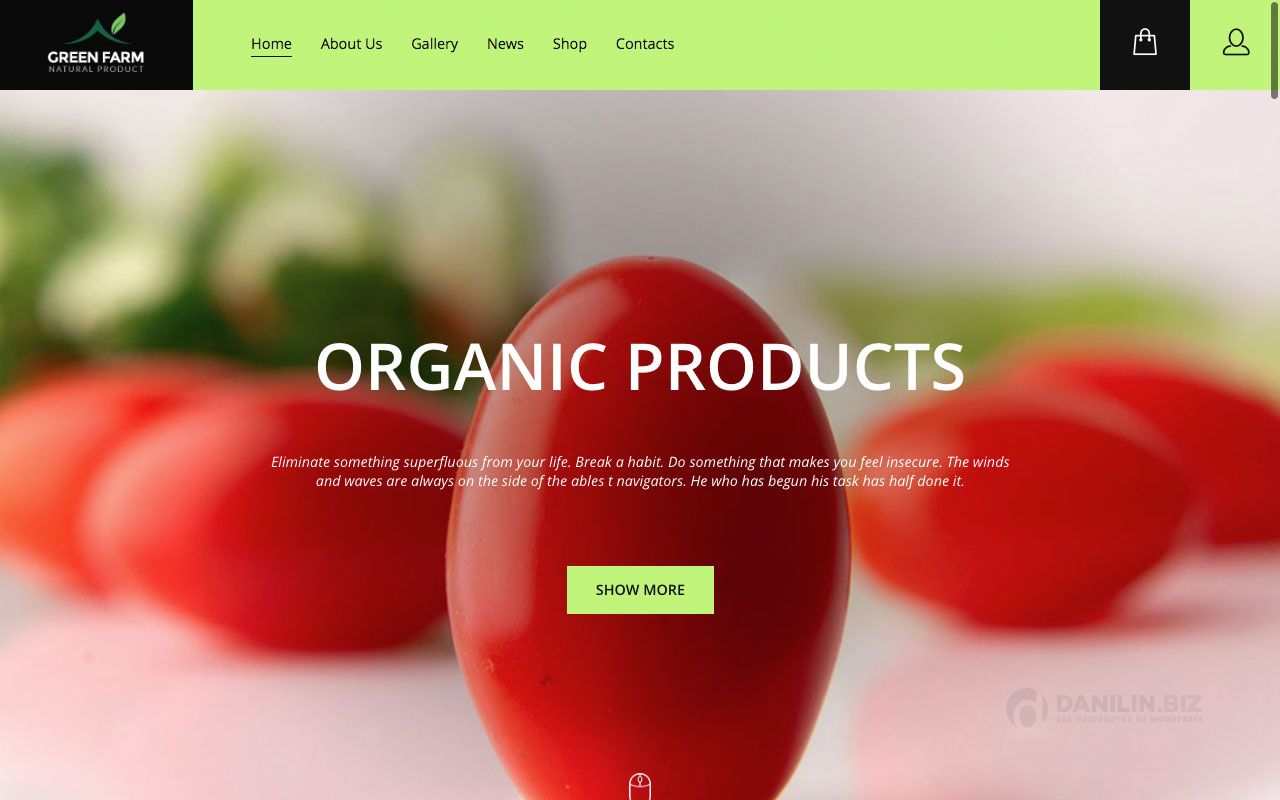 GREEN FARM
NATURAL PRODUCT
Home
About Us
Gallery
News
Shop
Contacts
ORGANIC PRODUCTS
Eliminate something superfluous from your life. Break a habit. Do something that makes you feel insecure. The winds
and waves are always on the side of the ables t navigators. He who has begun his task has half done it.
SHOW MORE
DANILIN.BIZ
ВЕБ-РАЗРАБОТКА НА WORDPRESS